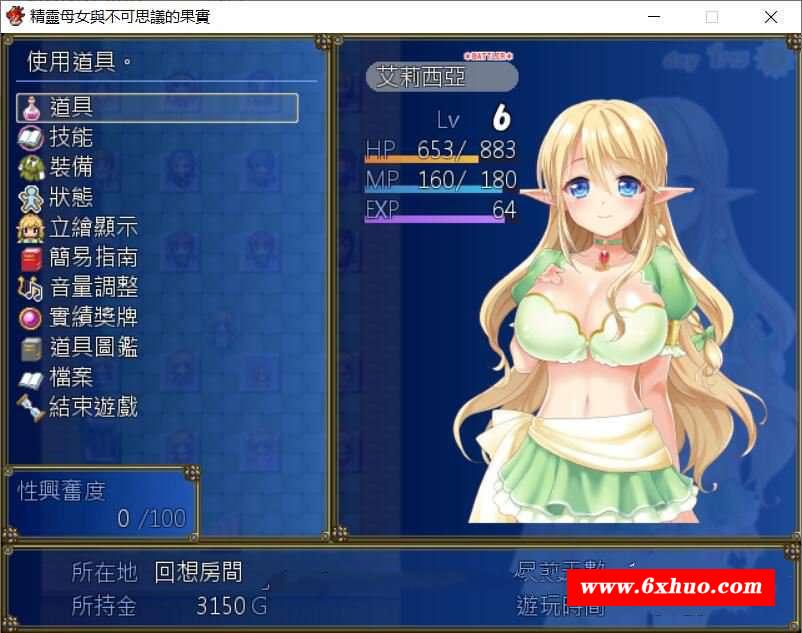 精靈母女與不可思議的果實
使用道具。
道具
技能
裝備
狀態
立繪顯示
簡易指南
音量調整
實績獎牌
道具圖鑑
檔案
結束遊戲
*BATTLER*
艾莉西亞
Lv 6
HP 653/ 883
MP 160/ 180
EXP 64
性興奮度
0 /100
所在地 回想房間
所持金 3150 G
遊玩時間
www.6xhuo.com